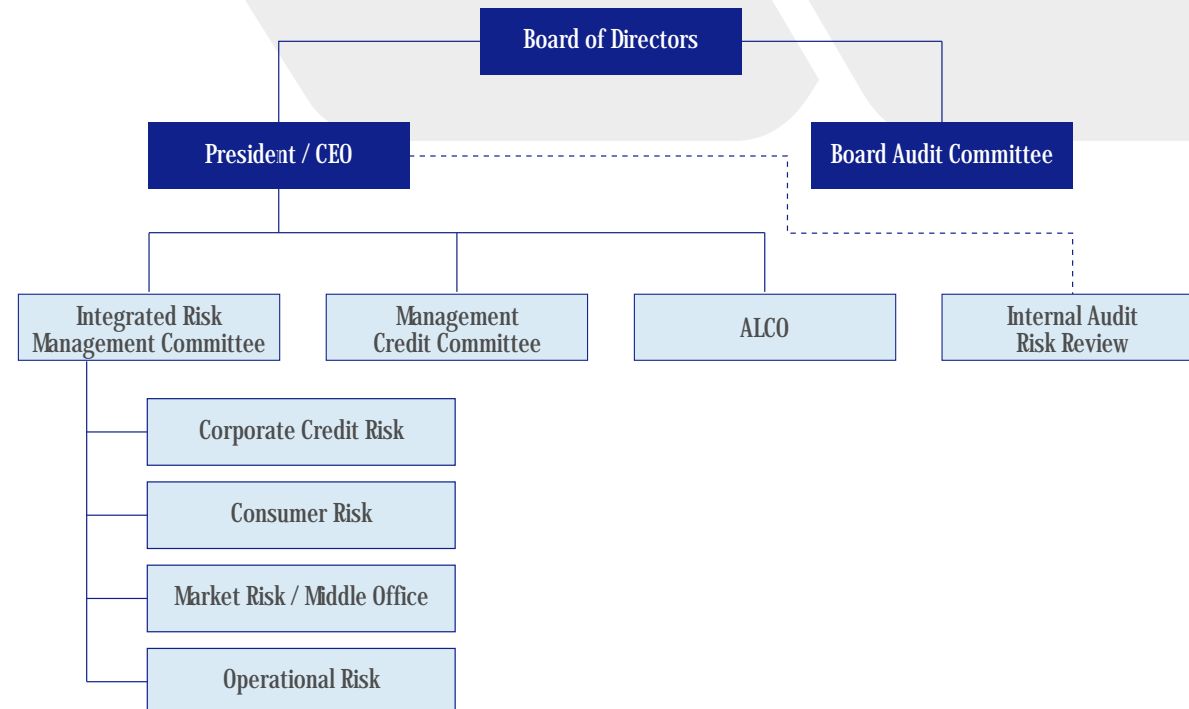 Board of Directors
President / CEO
Board Audit Committee
Integrated Risk
Management Committee
Management
Credit Committee
ALCO
Internal Audit
Risk Review
Corporate Credit Risk
Consumer Risk
Market Risk / Middle Office
Operational Risk